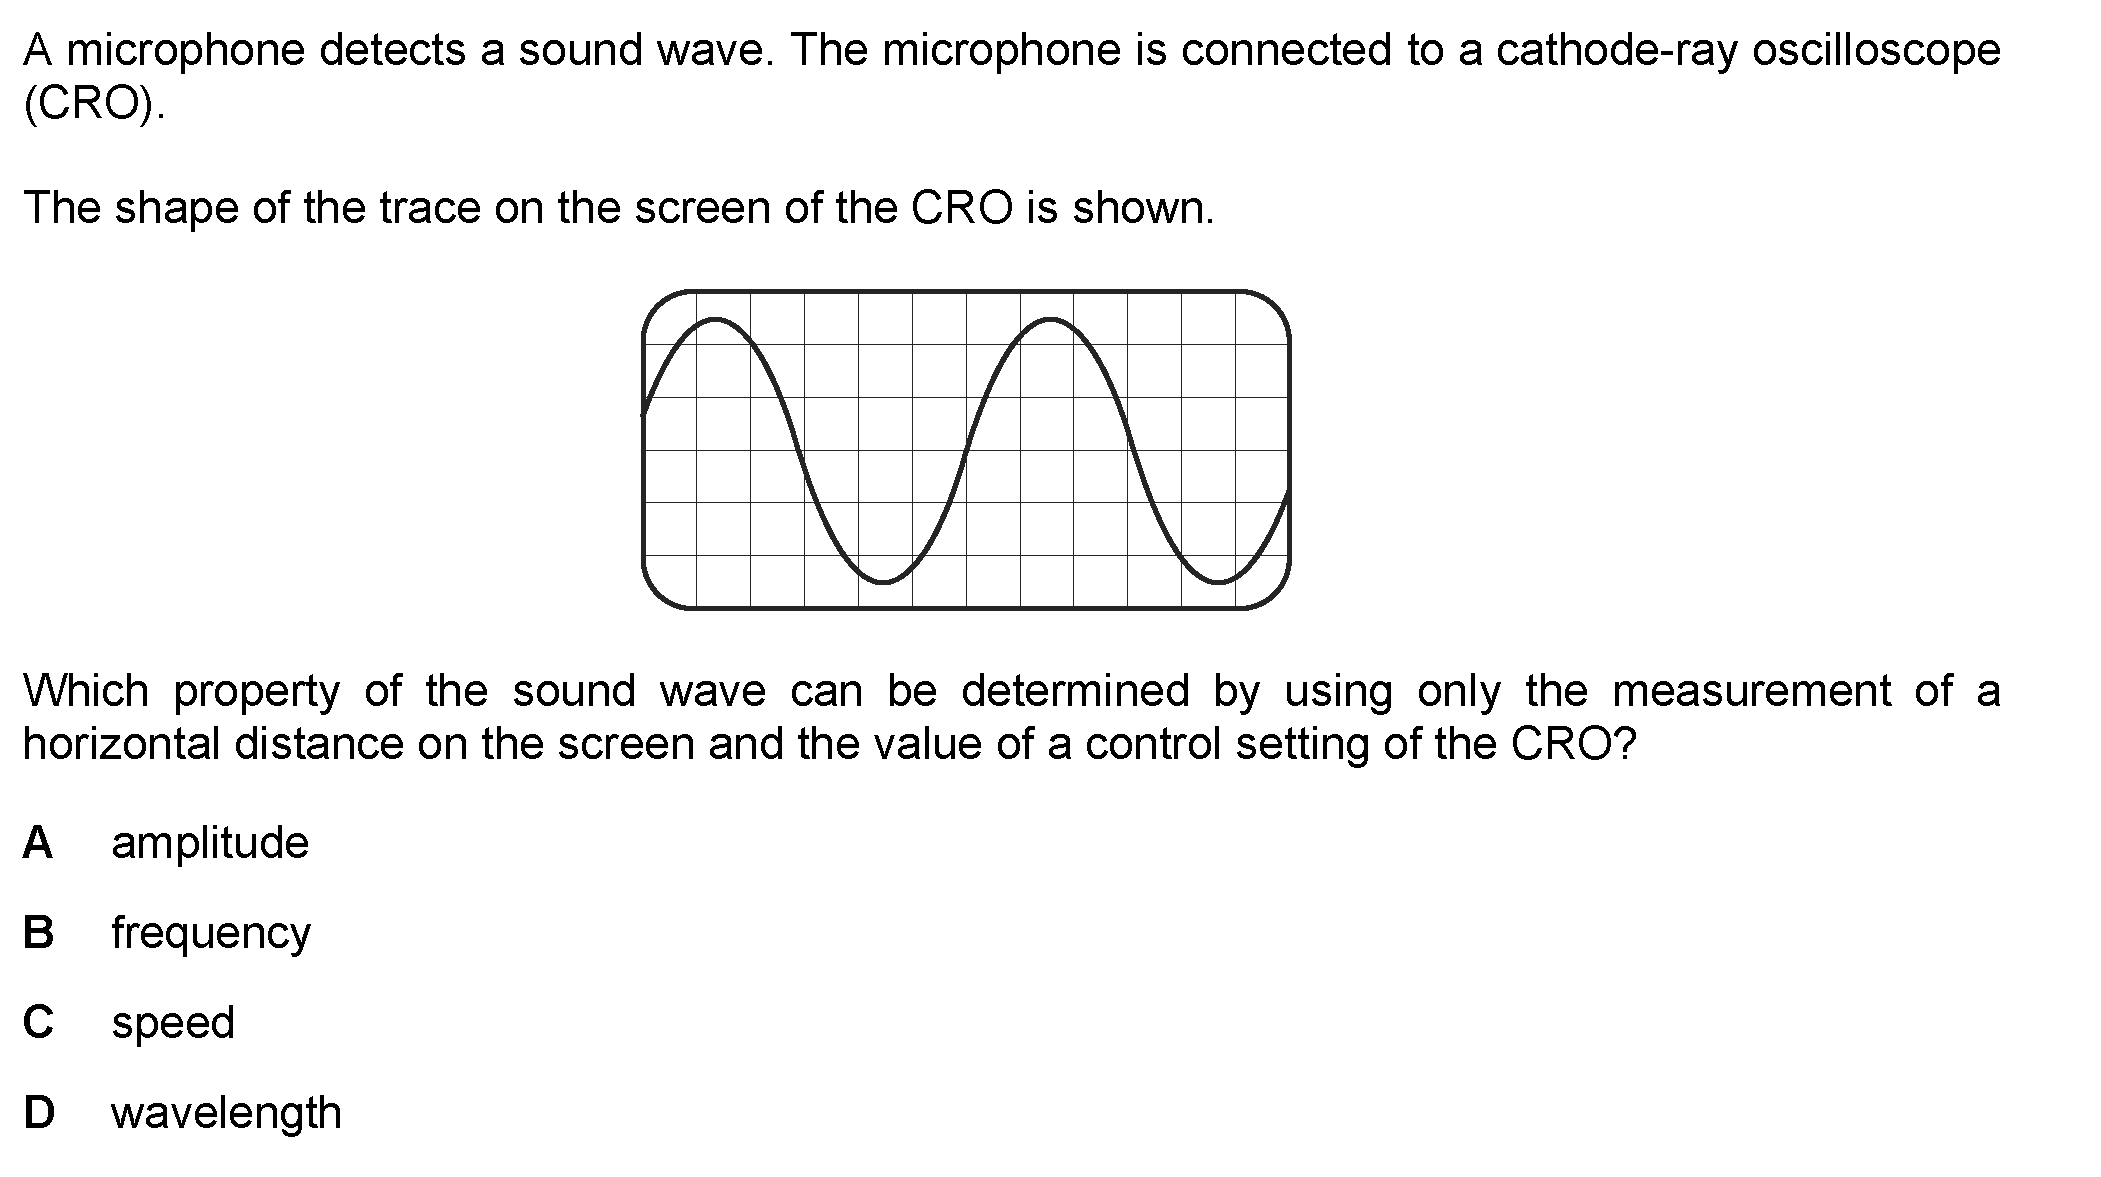 A microphone detects a sound wave. The microphone is connected to a cathode-ray oscilloscope
(CRO).
The shape of the trace on the screen of the CRO is shown.
Which property of the sound wave can be determined by using only the measurement of a
horizontal distance on the screen and the value of a control setting of the CRO?
A amplitude
B frequency
C speed
D wavelength